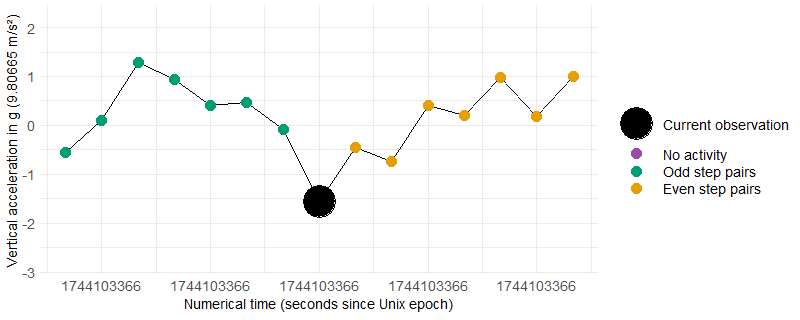 Vertical acceleration in g (9.80665 m/s²)
2
1
0
-1
-2
-3
1744103366 1744103366 1744103366 1744103366 1744103366
Numerical time (seconds since Unix epoch)
Current observation
No activity
Odd step pairs
Even step pairs